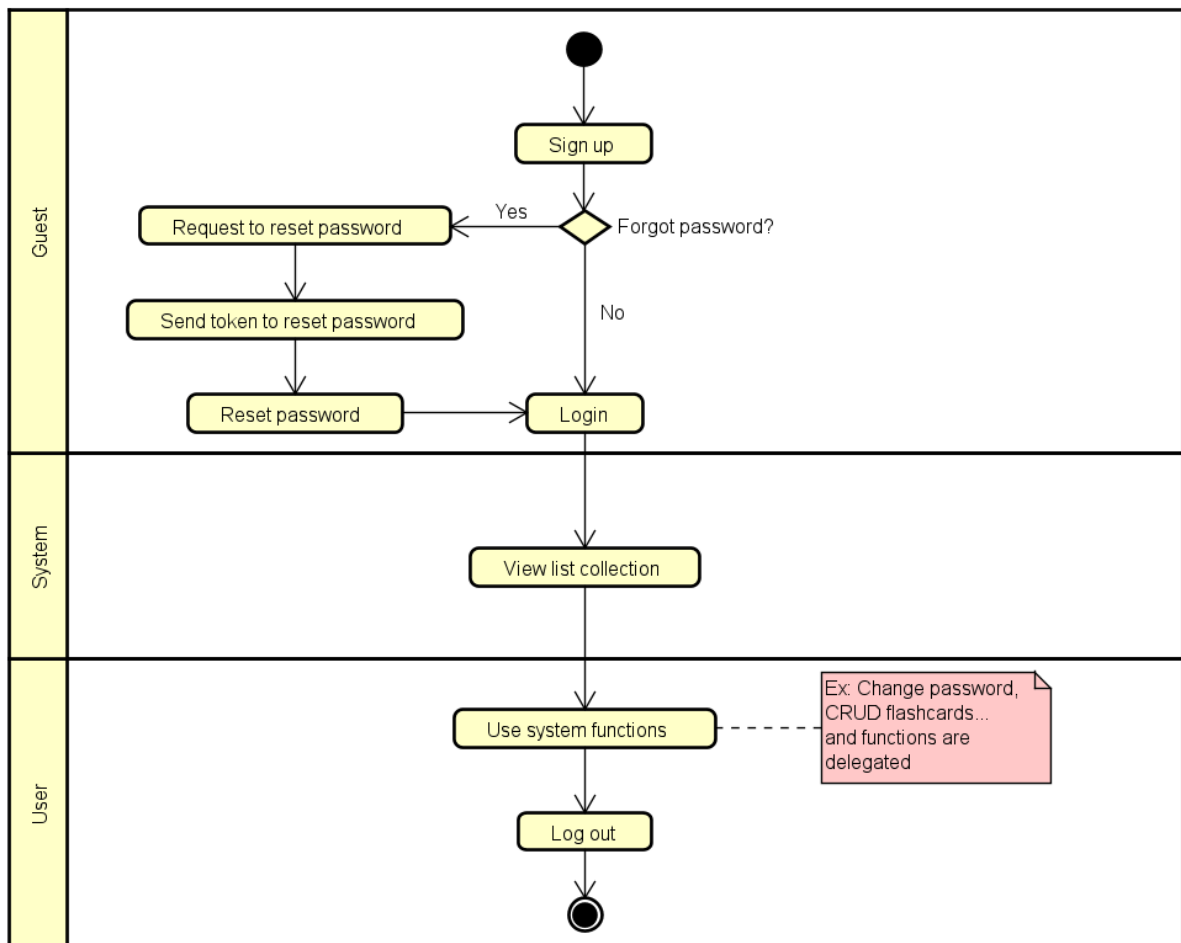 Guest
Sign up
Forgot password?
Yes
No
Request to reset password
Send token to reset password
Reset password
Login
System
View list collection
User
Use system functions
Ex: Change password,
CRUD flashcards...
and functions are
delegated
Log out